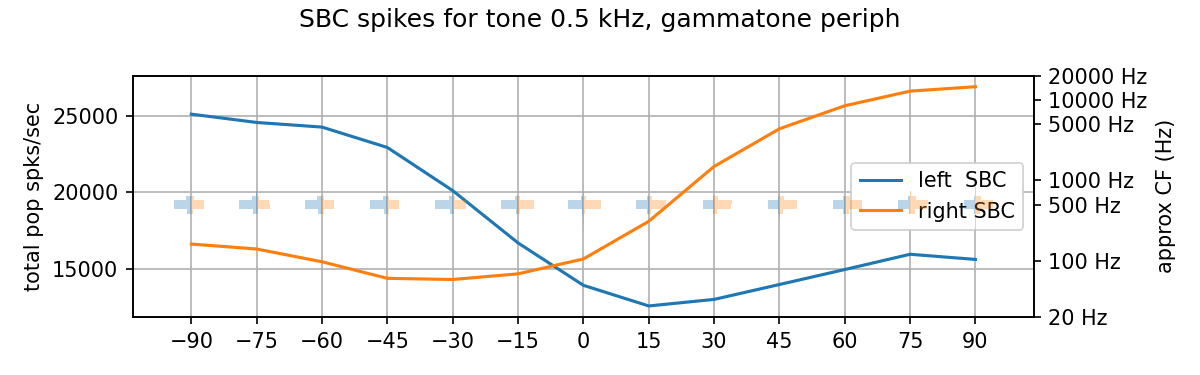 SBC spikes for tone 0.5 kHz, gammatone periph
total pop spks/sec
25000
20000
15000
−90 −75 −60 −45 −30 −15 0 15 30 45 60 75 90
left SBC
right SBC
20000 Hz
10000 Hz
5000 Hz
1000 Hz
500 Hz
100 Hz
20 Hz
approx CF (Hz)